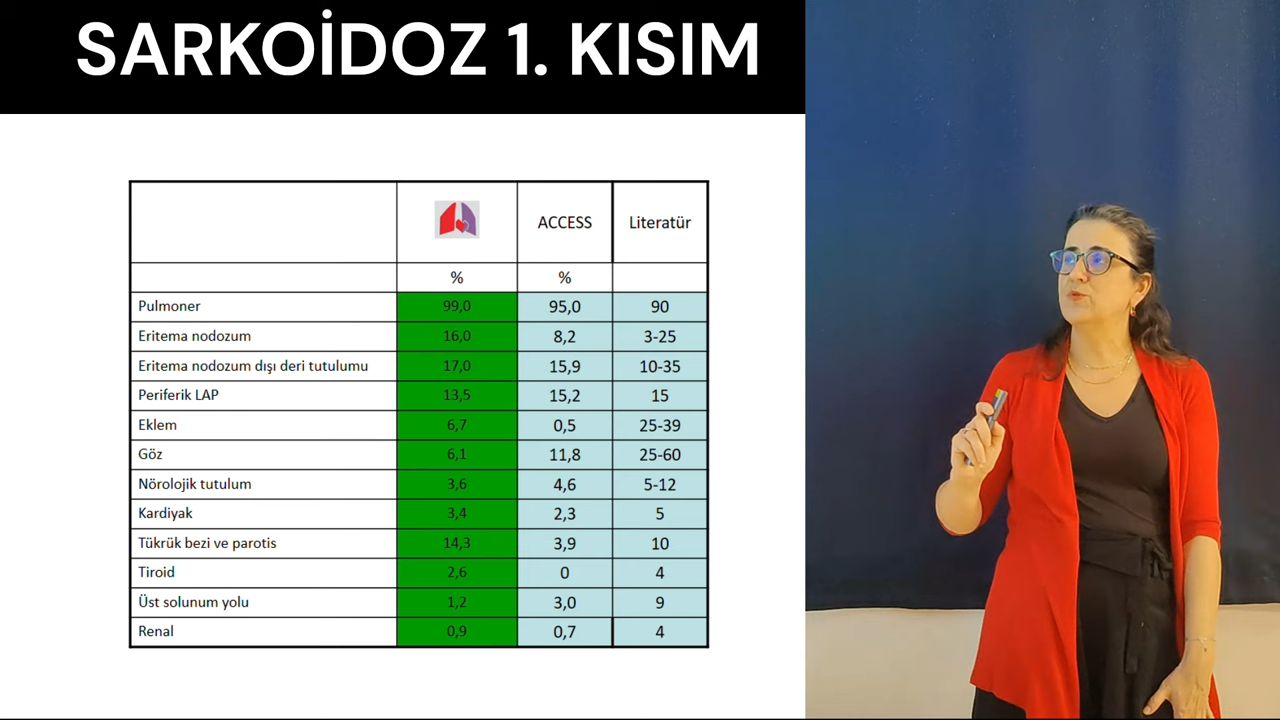 SARKOİDOZ 1. KISIM
ACCESS Literatür
% %
Pulmoner 99,0 95,0 90
Eritema nodozum 16,0 8,2 3-25
Eritema nodozum dışı deri tutulumu 17,0 15,9 10-35
Periferik LAP 13,5 15,2 15
Eklem 6,7 0,5 25-39
Göz 6,1 11,8 25-60
Nörolojik tutulum 3,6 4,6 5-12
Kardiyak 3,4 2,3 5
Tükrük bezi ve parotis 14,3 3,9 10
Tiroid 2,6 0 4
Üst solunum yolu 1,2 3,0 9
Renal 0,9 0,7 4